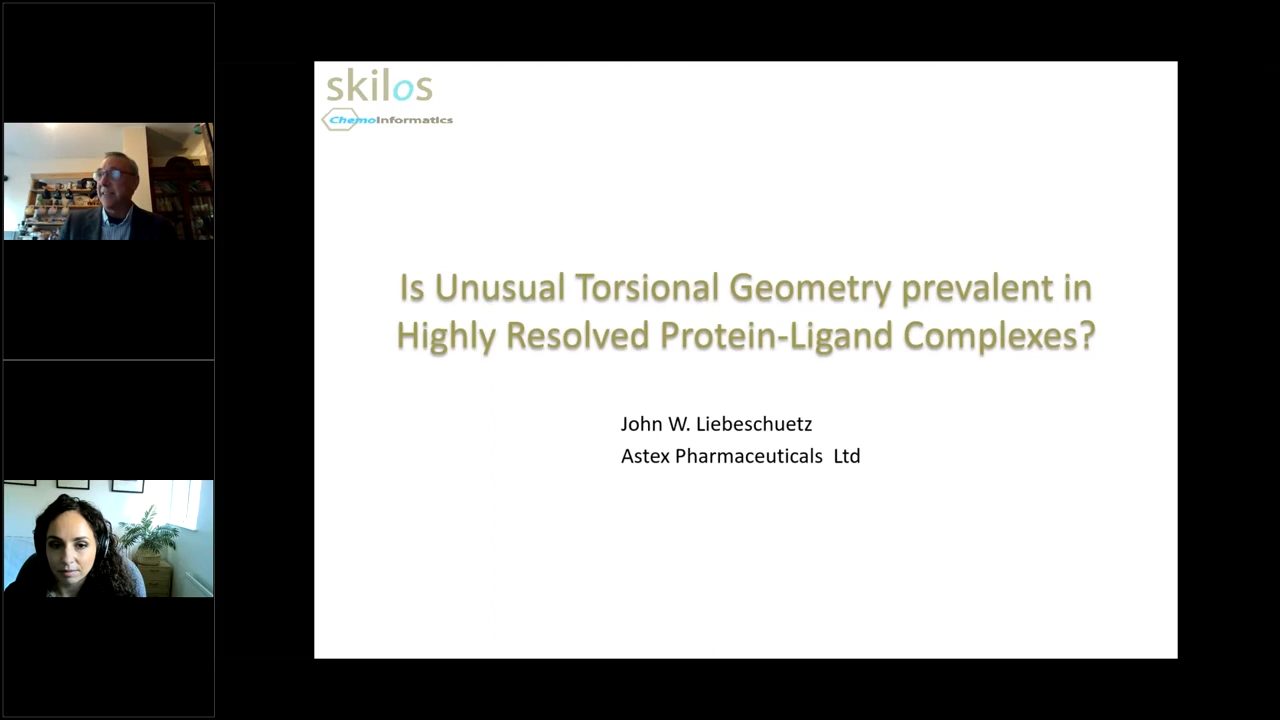 skilos
ChemoInformatics
Is Unusual Torsional Geometry prevalent in
Highly Resolved Protein-Ligand Complexes?
John W. Liebeschuetz
Astex Pharmaceuticals Ltd